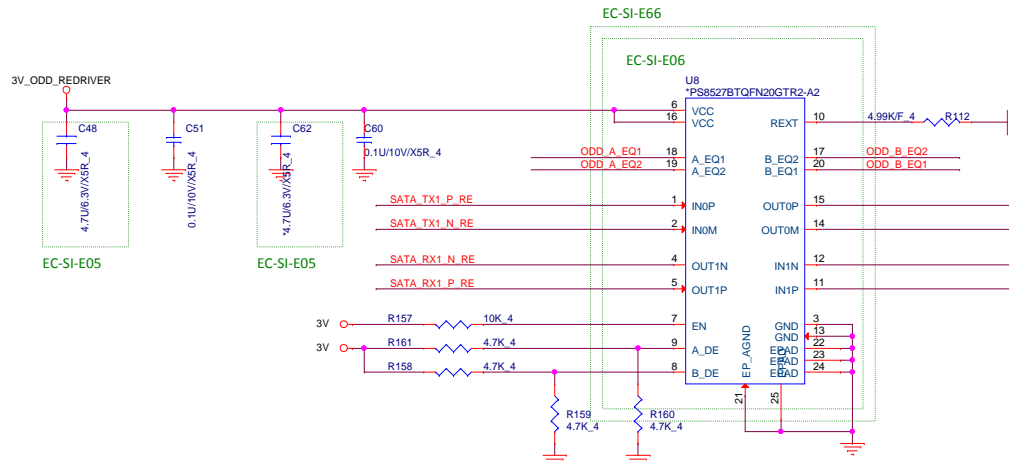 EC-SI-E66
EC-SI-E06
3V_ODD_REDRIVER
U8
*PS8527BTQFN20GTR2-A2
C48
4.7U/6.3V/X5R_4
C51
0.1U/10V/X5R_4
C62
*4.7U/6.3V/X5R_4
C60
0.1U/10V/X5R_4
EC-SI-E05
EC-SI-E05
6 VCC
16 VCC
REXT 10 4.99K/F_4 R112
ODD_A_EQ1 18 A_EQ1
ODD_A_EQ2 19 A_EQ2
B_EQ2 17 ODD_B_EQ2
B_EQ1 20 ODD_B_EQ1
SATA_TX1_P_RE 1 IN0P
OUT0P 15
SATA_TX1_N_RE 2 IN0M
OUT0M 14
SATA_RX1_N_RE 4 OUT1N
IN1N 12
SATA_RX1_P_RE 5 OUT1P
IN1P 11
3V R157 10K_4 7 EN
GND 3
GND 13
3V R161 4.7K_4 9 A_DE
EPAD 22
EPAD 23
R158 4.7K_4 8 B_DE
EPAD 24
EP_AGND
EPAD
21
25
R159
4.7K_4
R160
4.7K_4